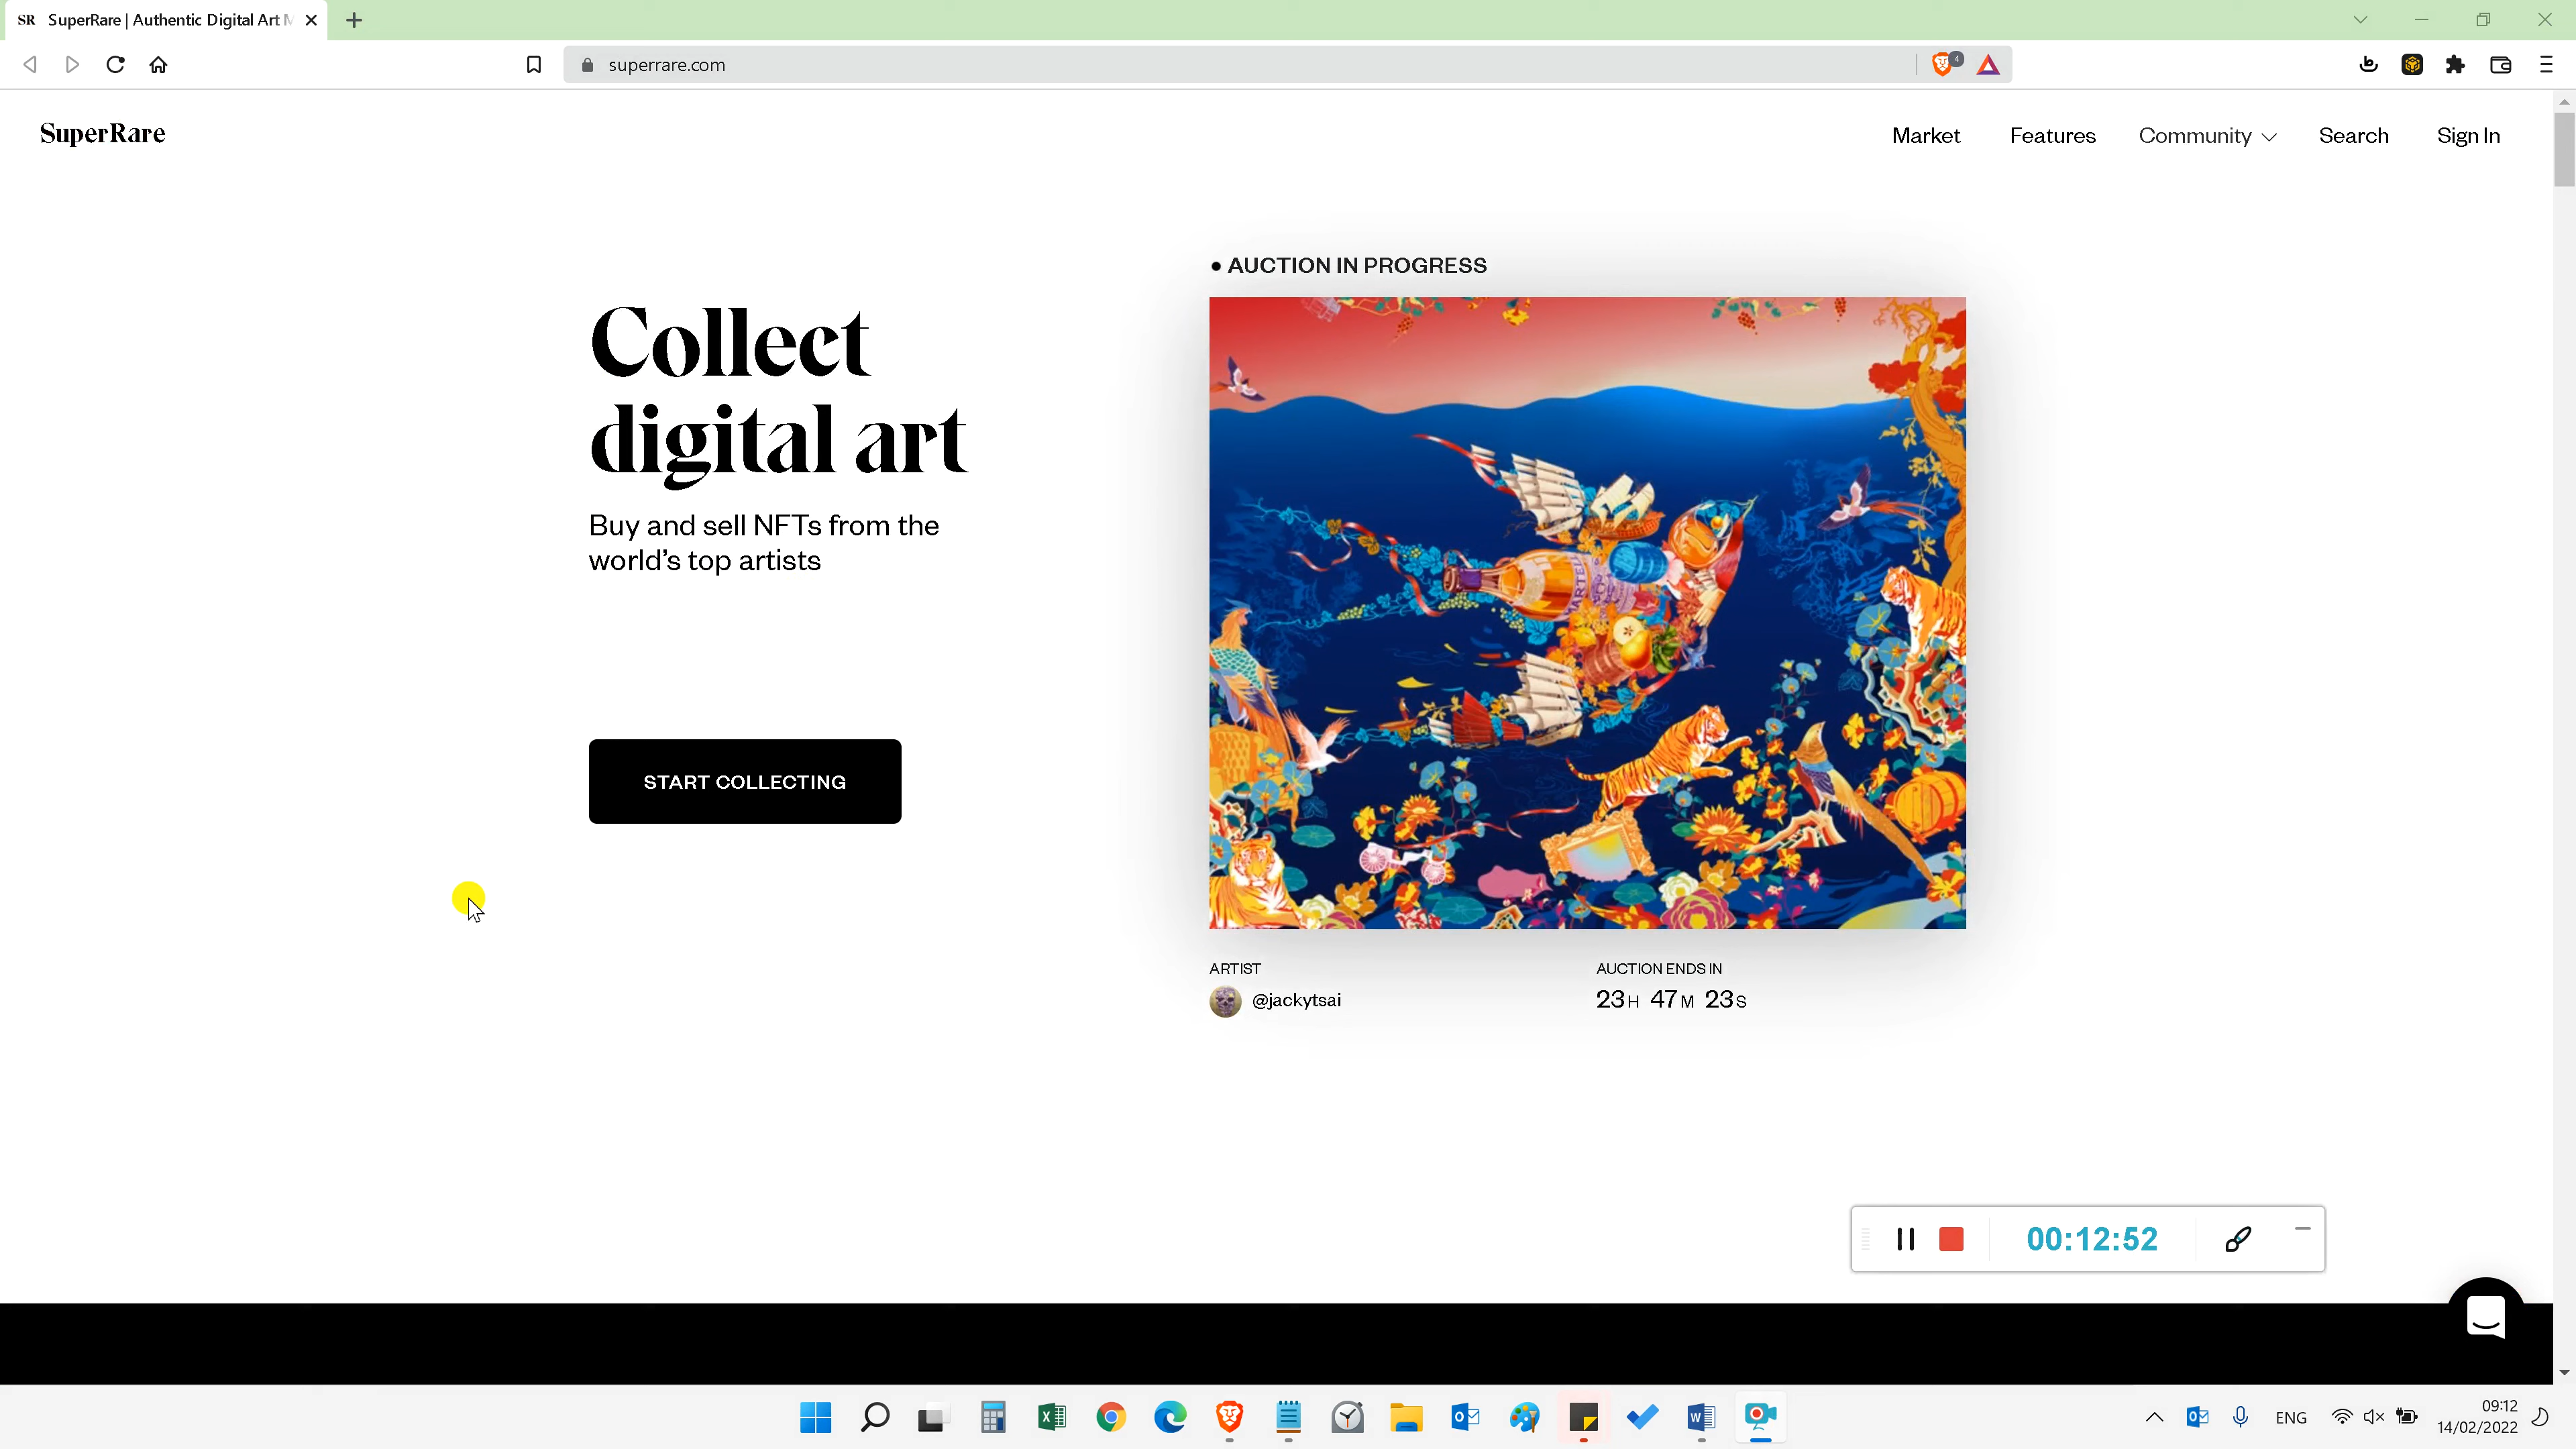 SR SuperRare | Authentic Digital Art M
superrare.com
4
SuperRare
Market
Features
Community
Search
Sign In
• AUCTION IN PROGRESS
Collect
digital art
Buy and sell NFTs from the
world's top artists
START COLLECTING
MARTEL
ARTIST
@jackytsai
AUCTION ENDS IN
23H 47M 23S
00:12:52
ENG
09:12
14/02/2022